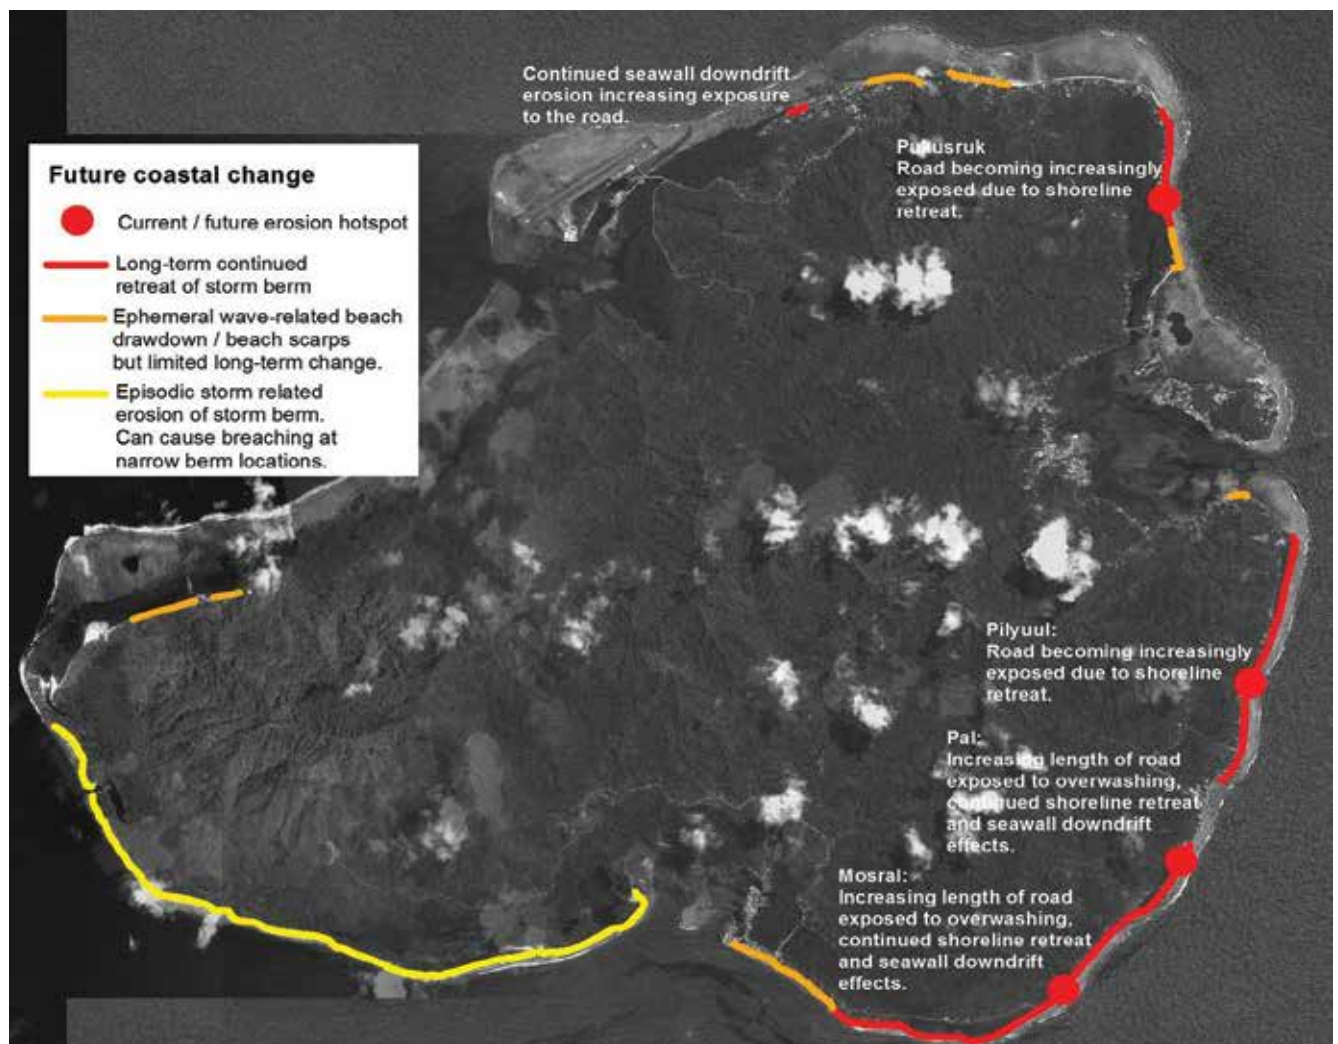 Continued seawall downdrift
erosion increasing exposure
to the road.
Future coastal change
Current / future erosion hotspot
Long-term continued
retreat of storm berm
Ephemeral wave-related beach
drawdown / beach scarps
but limited long-term change.
Episodic storm related
erosion of storm berm.
Can cause breaching at
narrow berm locations.
Pukusruk
Road becoming increasingly
exposed due to shoreline
retreat.
Pilyuul:
Road becoming increasingly
exposed due to shoreline
retreat.
Pal:
Increasing length of road
exposed to overwashing,
continued shoreline retreat
and seawall downdrift
effects.
Mosral:
Increasing length of road
exposed to overwashing,
continued shoreline retreat
and seawall downdrift
effects.